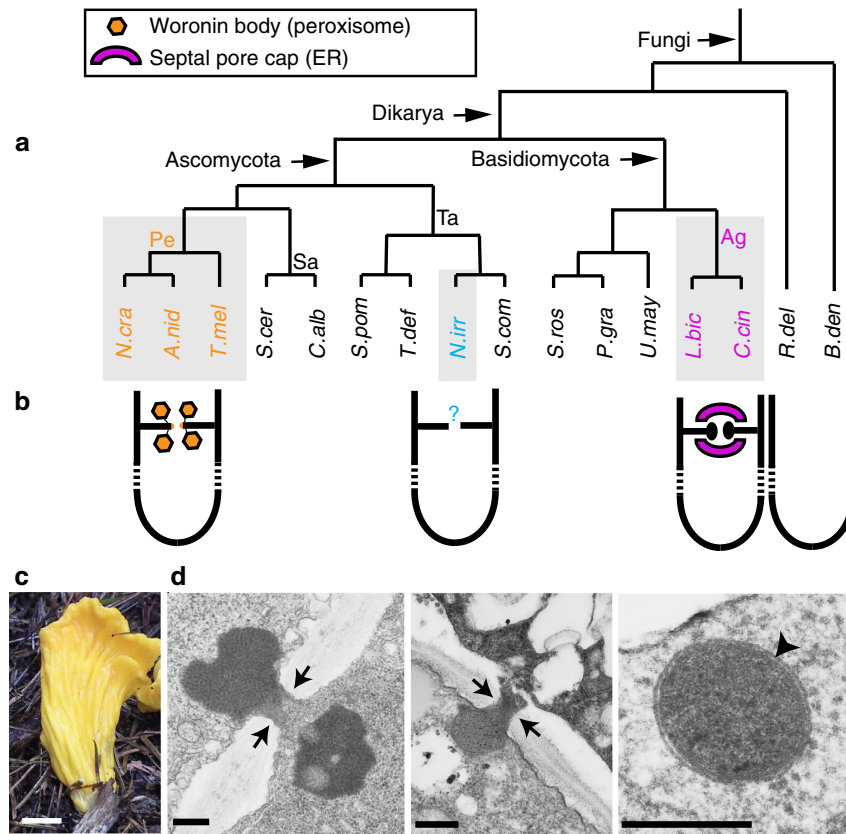 Woronin body (peroxisome)
Septal pore cap (ER)
Fungi
Dikarya
a
Ascomycota
Basidiomycota
Pe
Sa
Ta
Ag
N.cra
A.nid
T.mel
S.cer
C.alb
S.pom
T.def
N.irr
S.com
S.ros
P.gra
U.may
L.bic
C.cin
R.del
B.den
b
?
c
d